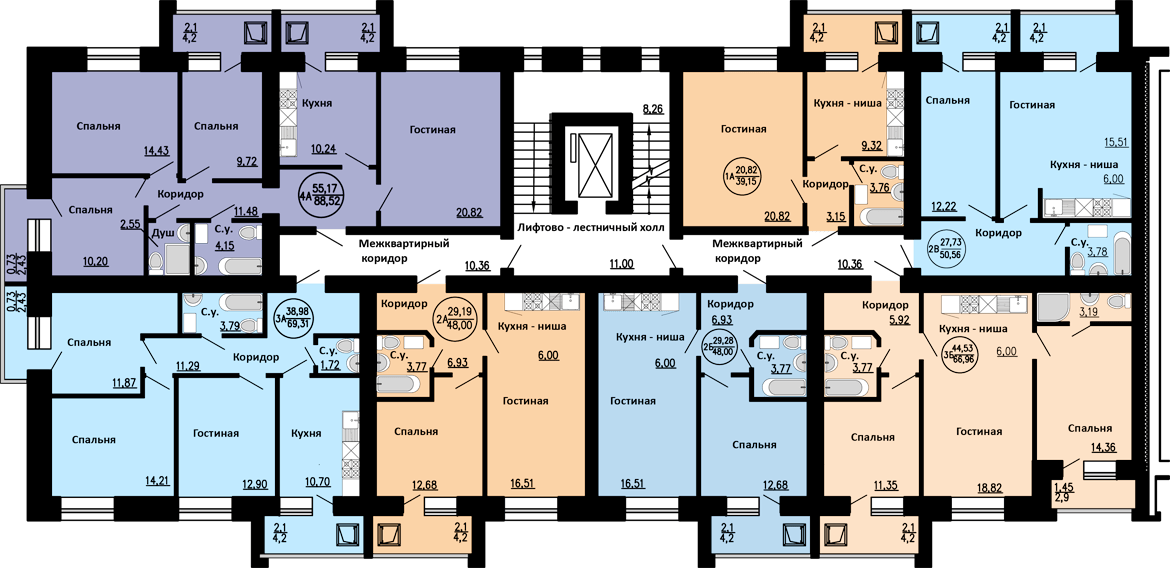 2,1
4,2
2,1
4,2
Спальня
14.43
Спальня
9.72
Кухня
10.24
Гостиная
20.82
55,17
4А
88,52
Коридор
11.48
Спальня
10.20
2.55
Душ
С.у.
4.15
0,73
2,43
0,73
2,43
8.26
Лифтово - лестничный холл
11.00
Межквартирный
коридор
10.36
Межквартирный
коридор
10.36
2,1
4,2
Гостиная
20.82
20,82
1А
39,15
Кухня - ниша
9.32
С.у.
3.76
Коридор
3.15
2,1
4,2
2,1
4,2
Спальня
12.22
Гостиная
15.51
Кухня - ниша
6.00
27,73
2В
50,56
Коридор
С.у.
3.78
Спальня
11.87
С.у.
3.79
38,98
3А
69,31
Коридор
11.29
С.у.
1.72
Спальня
14.21
Гостиная
12.90
Кухня
10.70
2,1
4,2
Коридор
29,19
2А
48,00
С.у.
3.77
6.93
Кухня - ниша
6.00
Гостиная
16.51
Спальня
12.68
2,1
4,2
Кухня - ниша
6.00
Гостиная
16.51
Коридор
6.93
29,28
2Б
48,00
С.у.
3.77
Спальня
12.68
2,1
4,2
Коридор
5.92
С.у.
3.77
Спальня
11.35
2,1
4,2
Кухня - ниша
6.00
44,53
3Б
66,96
Гостиная
18.82
С.у.
3.19
Спальня
14.36
1,45
2,9